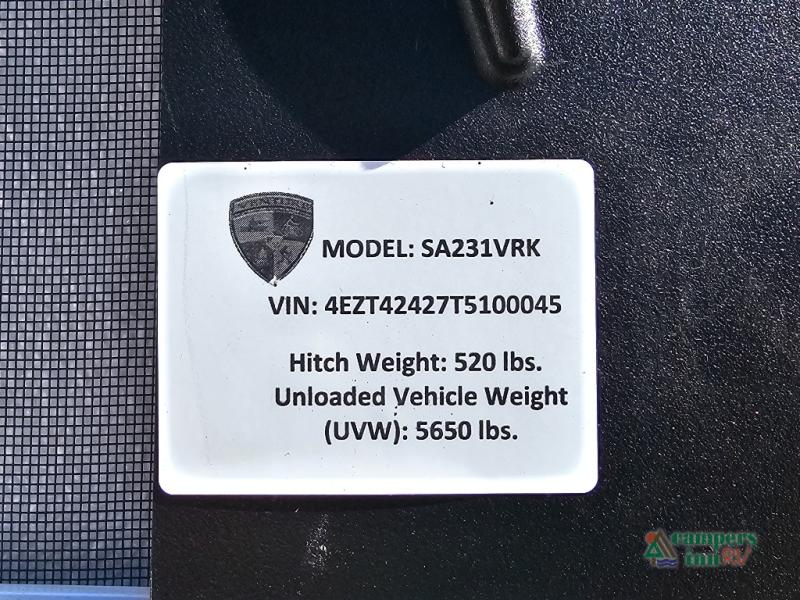 MODEL: SA231VRK
VIN: 4EZT42427T5100045
Hitch Weight: 520 lbs.
Unloaded Vehicle Weight
(UVW): 5650 lbs.
campers
inn RV